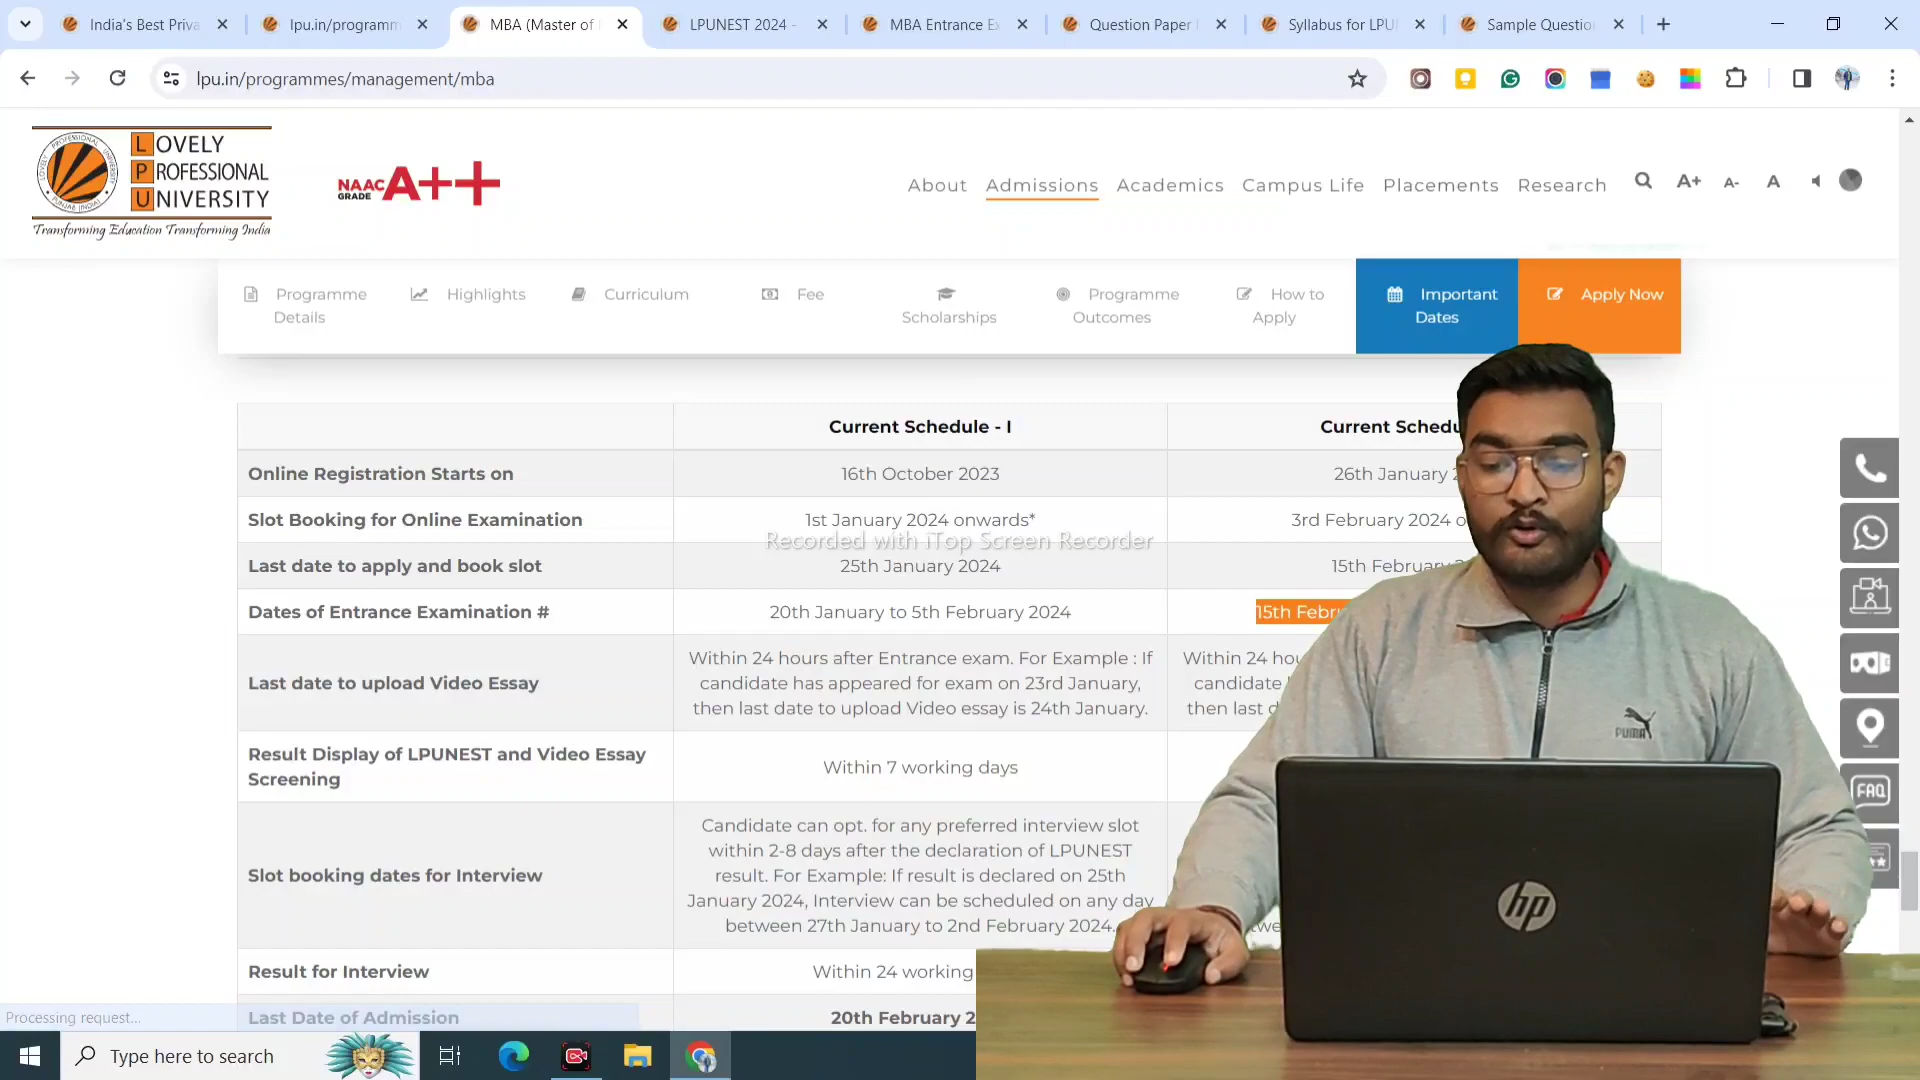 India's Best Priva
lpu.in/programm
MBA (Master of
LPUNEST 2024 -
MBA Entrance Ex
Question Paper
Syllabus for LPU
Sample Questio
lpu.in/programmes/management/mba
LOVELY
PROFESSIONAL
UNIVERSITY
Transforming Education Transforming India
NAAC
GRADE
A++
About
Admissions
Academics
Campus Life
Placements
Research
A+
A-
A
Programme
Details
Highlights
Curriculum
Fee
Scholarships
Programme
Outcomes
How to
Apply
Important
Dates
Apply Now
Current Schedule - I
Online Registration Starts on
16th October 2023
26th January
Slot Booking for Online Examination
1st January 2024 onwards*
3rd February 2024
Recorded with iTop Screen Recorder
Last date to apply and book slot
25th January 2024
15th February
Dates of Entrance Examination #
20th January to 5th February 2024
15th
Last date to upload Video Essay
Within 24 hours after Entrance exam. For Example : If
candidate has appeared for exam on 23rd January,
then last date to upload Video essay is 24th January.
Within 24
candidate
then last
Result Display of LPUNEST and Video Essay
Screening
Within 7 working days
Slot booking dates for Interview
Candidate can opt. for any preferred interview slot
within 2-8 days after the declaration of LPUNEST
result. For Example: If result is declared on 25th
January 2024, Interview can be scheduled on any day
between 27th January to 2nd February 2024.
Result for Interview
Within 24 working
Last Date of Admission
20th February 2
Processing request...
Type here to search
FAQ
PUMA
hp